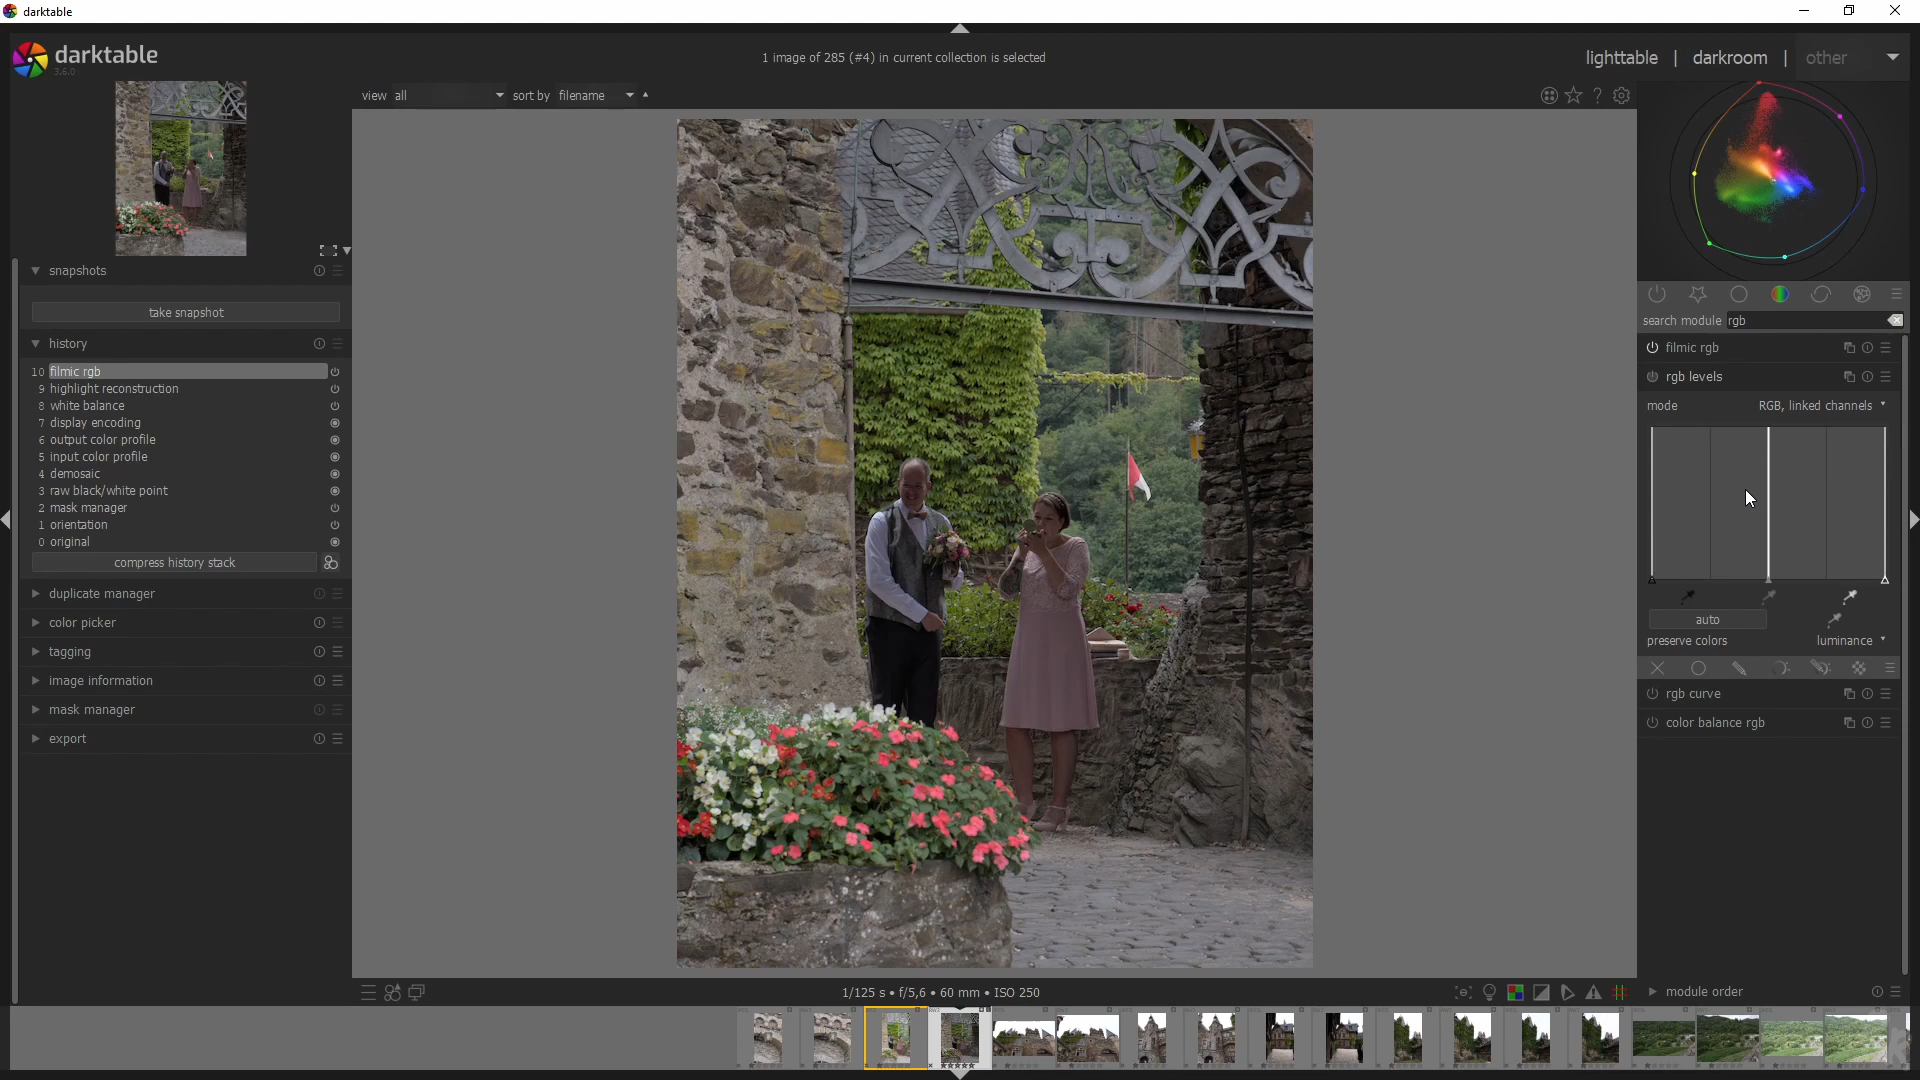 darktable
darktable
3.6.0
1 image of 285 (#4) in current collection is selected
lighttable | darkroom | other
view all sort by filename
snapshots
take snapshot
history
10 filmic rgb
9 highlight reconstruction
8 white balance
7 display encoding
6 output color profile
5 input color profile
4 demosaic
3 raw black/white point
2 mask manager
1 orientation
0 original
compress history stack
duplicate manager
color picker
tagging
image information
mask manager
export
search module rgb
filmic rgb
rgb levels
mode RGB, linked channels
auto
preserve colors luminance
rgb curve
color balance rgb
1/125 s • f/5,6 • 60 mm • ISO 250
module order